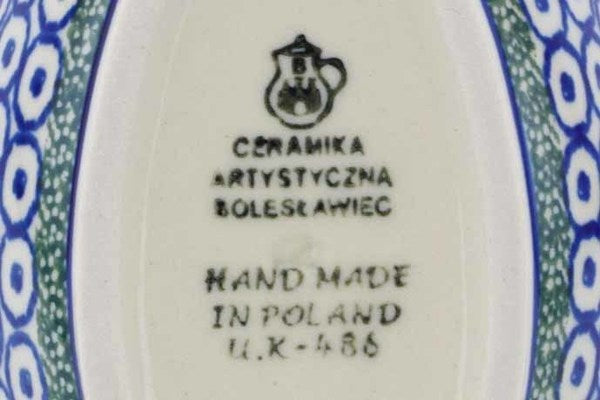 B
CERAMIKA
ARTYSTYCZNA
BOLESŁAWIEC
HAND MADE
IN POLAND
U.K-486